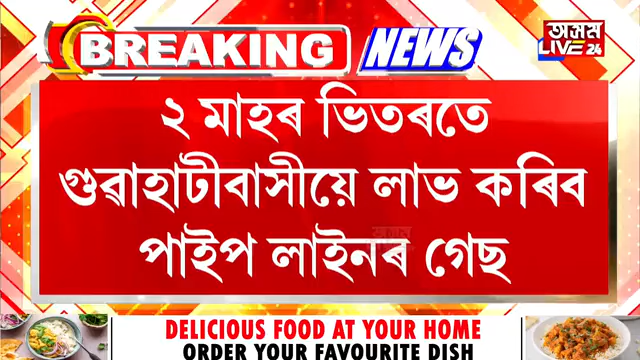 BREAKING NEWS
অসম
LIVE 24
২ মাহৰ ভিতৰতে
গুৱাহাটীবাসীয়ে লাভ কৰিব
পাইপ লাইনৰ গেছ
DELICIOUS FOOD AT YOUR HOME
ORDER YOUR FAVOURITE DISH